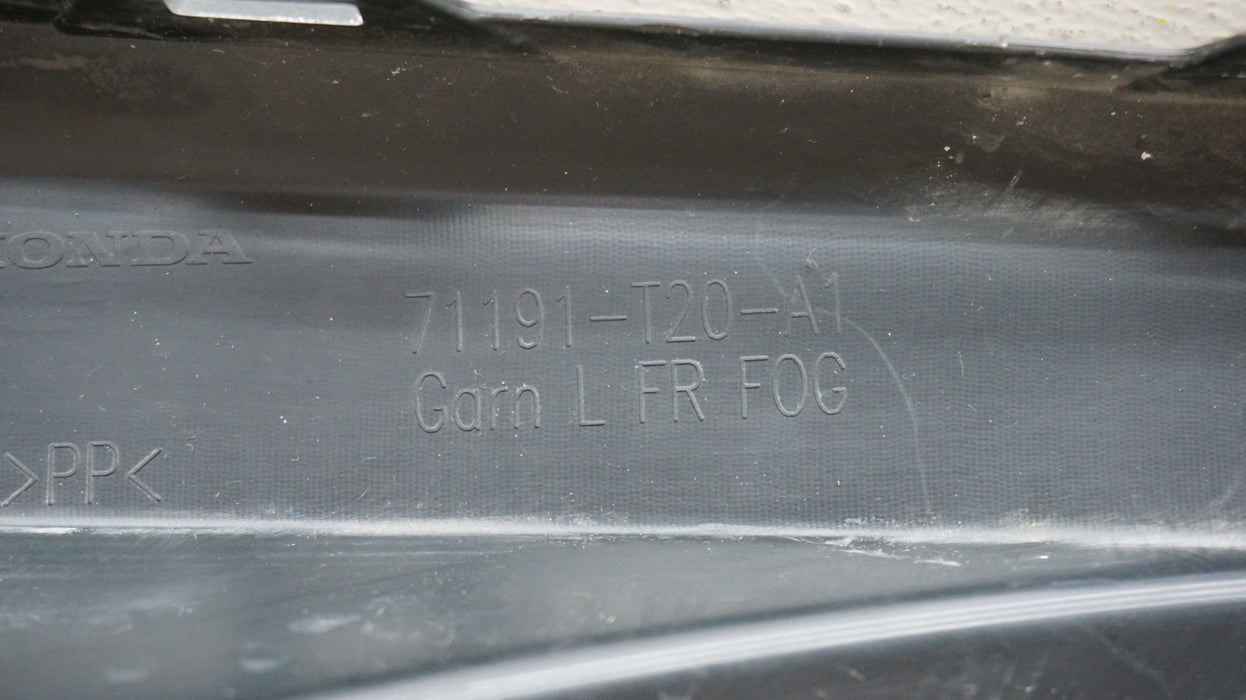 HONDA
71191-T20-A1
Garn L FR FOG
>PP<